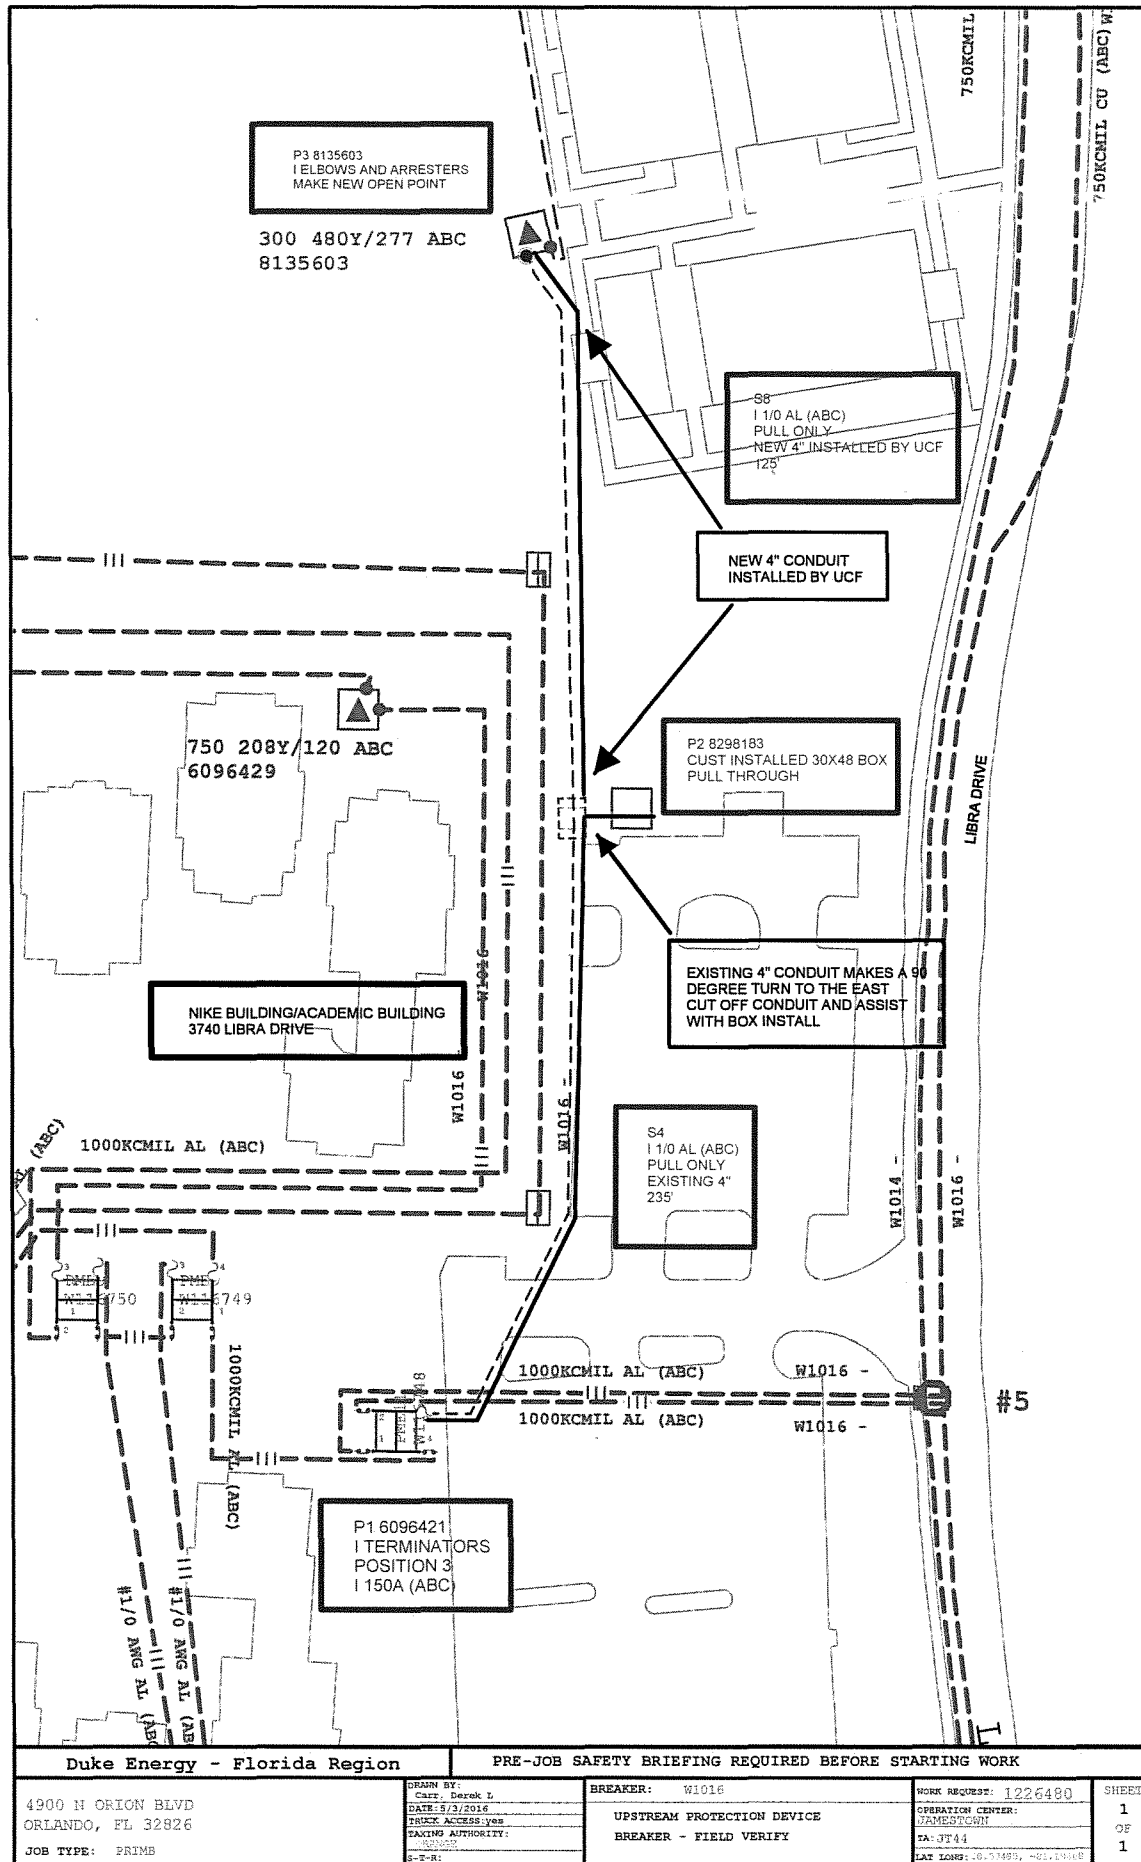 750KCMIL
750KCMIL CU (ABC)
P3 8135603
I ELBOWS AND ARRESTERS
MAKE NEW OPEN POINT
300 480Y/277 ABC
8135603
S8
I 1/0 AL (ABC)
PULL ONLY
NEW 4" INSTALLED BY UCF
125'
NEW 4" CONDUIT
INSTALLED BY UCF
750 208Y/120 ABC
6096429
P2 8298183
CUST INSTALLED 30X48 BOX
PULL THROUGH
LIBRA DRIVE
EXISTING 4" CONDUIT MAKES A 90
DEGREE TURN TO THE EAST
CUT OFF CONDUIT AND ASSIST
WITH BOX INSTALL
W1016
NIKE BUILDING/ACADEMIC BUILDING
3740 LIBRA DRIVE
W1016
W1016 -
(ABC)
1000KCMIL AL (ABC)
S4
I 1/0 AL (ABC)
PULL ONLY
EXISTING 4"
235'
W1014 -
W1016 -
W116750
W116749
1000KCMIL AL (ABC)
1000KCMIL AL (ABC)
W1016 -
1000KCMIL AL (ABC)
W1016 -
#5
P1 6096421
I TERMINATORS
POSITION 3
I 150A (ABC)
#1/0 AWG AL (ABC
#1/0 AWG AL (ABC
Duke Energy - Florida Region
PRE-JOB SAFETY BRIEFING REQUIRED BEFORE STARTING WORK
4900 N ORION BLVD
ORLANDO, FL 32826
JOB TYPE: PRIMB
DRAWN BY:
Carr, Derek L
DATE: 5/3/2016
TRUCK ACCESS: yes
TAXING AUTHORITY:
S-T-R:
BREAKER: W1016
UPSTREAM PROTECTION DEVICE
BREAKER - FIELD VERIFY
WORK REQUEST: 1226480
OPERATION CENTER:
JAMESTOWN
TA: JT44
LAT LONG:
SHEET
1
OF
1